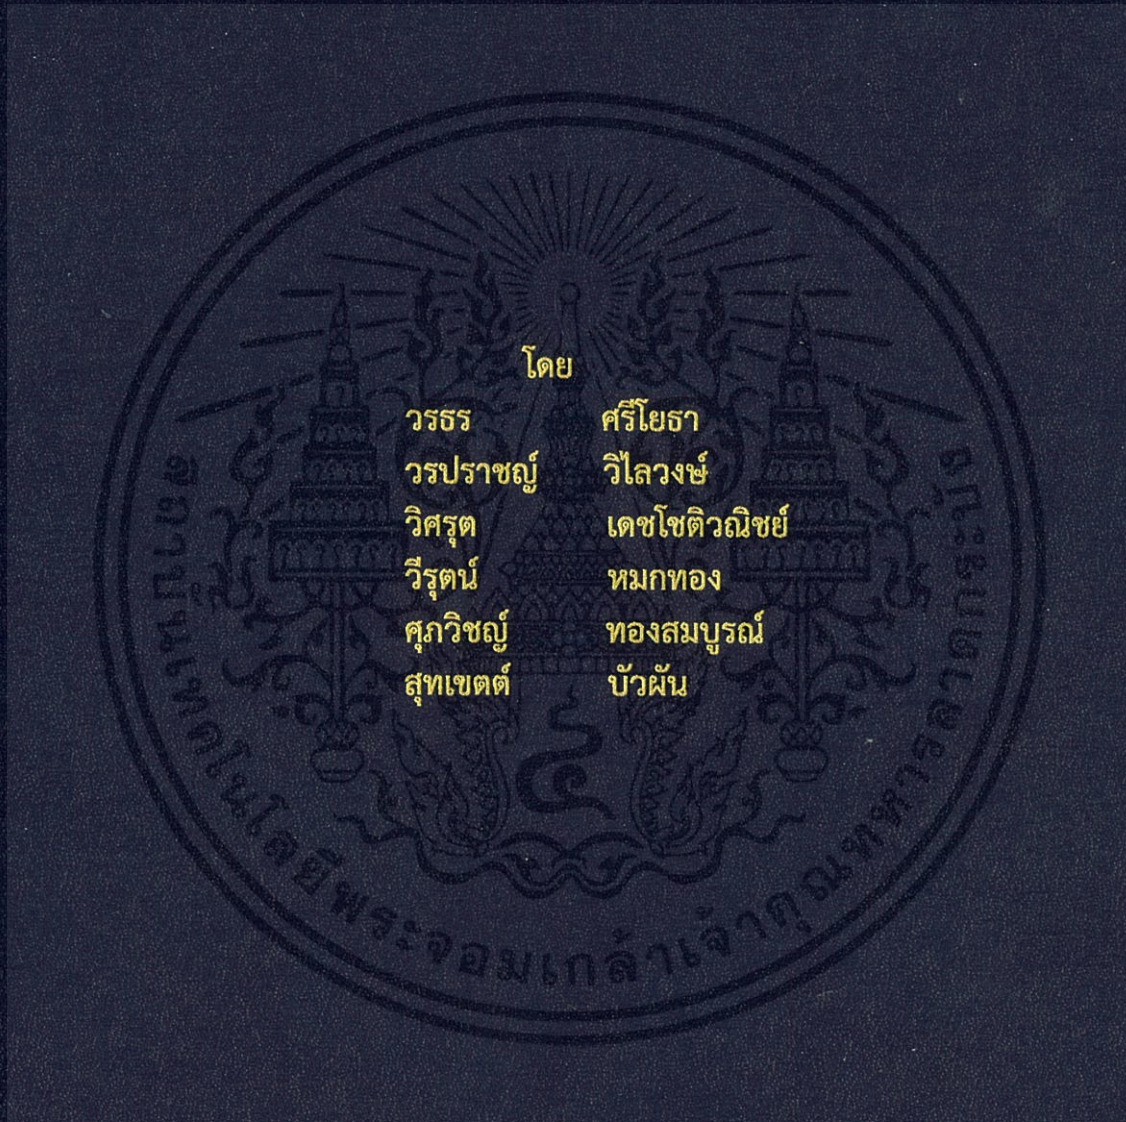 โดย
วรธร ศรีโยธา
วรปราชญ์ วิไลวงษ์
วิศรุต เดชโชติวณิชย์
วีรุตน์ หมกทอง
ศุภวิชญ์ ทองสมบูรณ์
สุทเขตต์ บัวผัน
๔
สถาบันเทคโนโลยีพระจอมเกล้าเจ้าคุณทหารลาดกระบัง